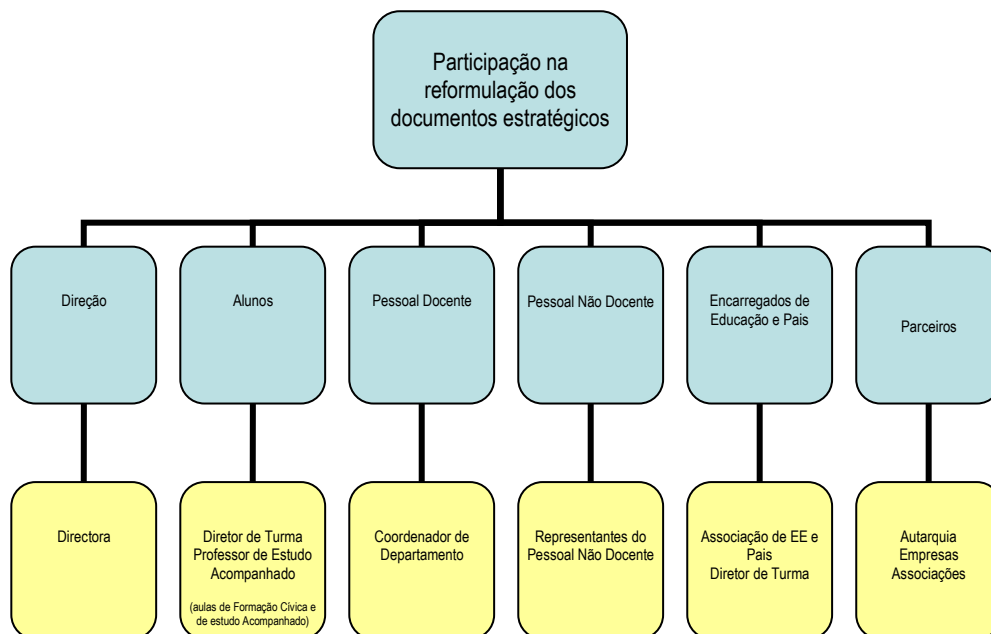 Participação na
reformulação dos
documentos estratégicos
Direção
Alunos
Pessoal Docente
Pessoal Não Docente
Encarregados de
Educação e Pais
Parceiros
Directora
Diretor de Turma
Professor de Estudo
Acompanhado
(aulas de Formação Cívica e
de estudo Acompanhado)
Coordenador de
Departamento
Representantes do
Pessoal Não Docente
Associação de EE e
Pais
Diretor de Turma
Autarquia
Empresas
Associações